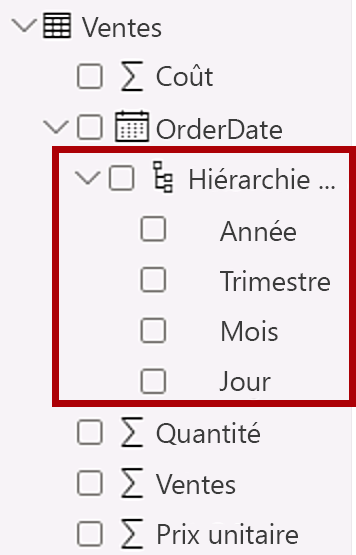 Ventes
Σ Coût
OrderDate
Hiérarchie ...
Année
Trimestre
Mois
Jour
Σ Quantité
Σ Ventes
Σ Prix unitaire